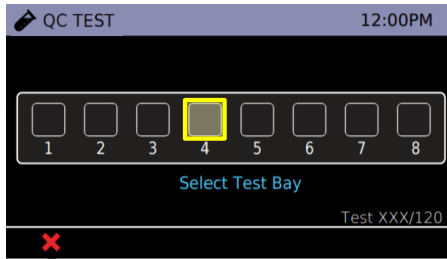 QC TEST 12:00PM
1 2 3 4 5 6 7 8
Select Test Bay
Test XXX/120